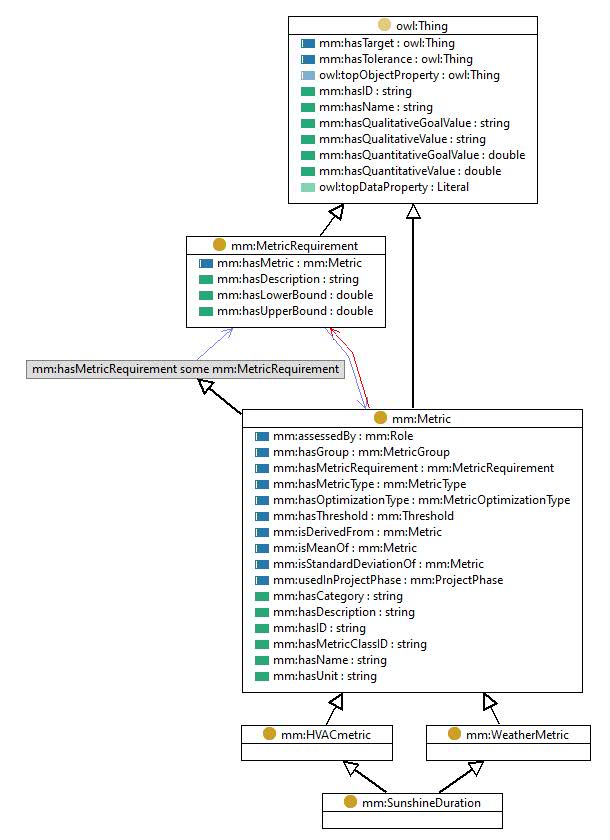 owl:Thing
mm:hasTarget : owl:Thing
mm:hasTolerance : owl:Thing
owl:topObjectProperty : owl:Thing
mm:hasID : string
mm:hasName : string
mm:hasQualitativeGoalValue : string
mm:hasQualitativeValue : string
mm:hasQuantitativeGoalValue : double
mm:hasQuantitativeValue : double
owl:topDataProperty : Literal
mm:MetricRequirement
mm:hasMetric : mm:Metric
mm:hasDescription : string
mm:hasLowerBound : double
mm:hasUpperBound : double
mm:hasMetricRequirement some mm:MetricRequirement
mm:Metric
mm:assessedBy : mm:Role
mm:hasGroup : mm:MetricGroup
mm:hasMetricRequirement : mm:MetricRequirement
mm:hasMetricType : mm:MetricType
mm:hasOptimizationType : mm:MetricOptimizationType
mm:hasThreshold : mm:Threshold
mm:isDerivedFrom : mm:Metric
mm:isMeanOf : mm:Metric
mm:isStandardDeviationOf : mm:Metric
mm:usedInProjectPhase : mm:ProjectPhase
mm:hasCategory : string
mm:hasDescription : string
mm:hasID : string
mm:hasMetricClassID : string
mm:hasName : string
mm:hasUnit : string
mm:HVACmetric
mm:WeatherMetric
mm:SunshineDuration